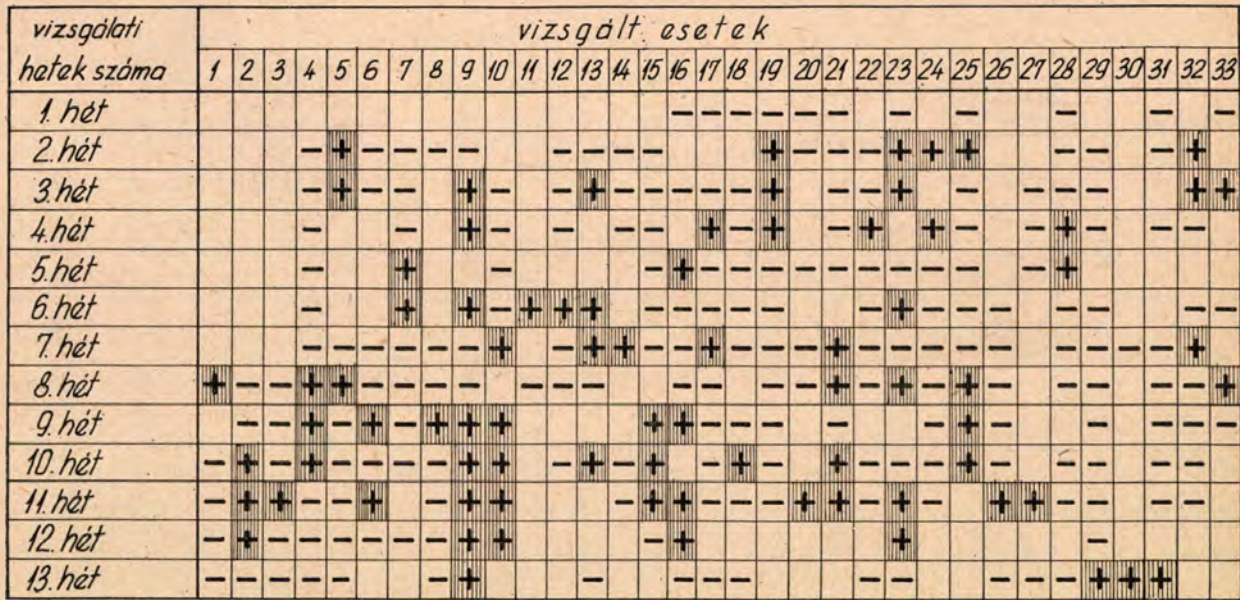 vizsgálati
hetek száma
vizsgált esetek
1 2 3 4 5 6 7 8 9 10 11 12 13 14 15 16 17 18 19 20 21 22 23 24 25 26 27 28 29 30 31 32 33
1. hét − − − − − − − − − − −
2. hét − + − − − − − − − − + − − − + + + − − − +
3. hét − + − − + − + − − − − − + − − + − − − − + +
4. hét − − + − − − − + − + − + + − + − − −
5. hét − + − − + − − − − − − − − − − + −
6. hét − + + − + + + − − − − − − + − − − − − − −
7. hét − − − − − − + − + + − − + − − − + − − − − − − − − − +
8. hét + − − + + − − − − − − − − − − − + − + − + − − − − − +
9. hét − − + − + − + + + + + − − − − − + − − − − −
10. hét − + − + − − − − + + − + − + − + − + − − − + − − − − −
11. hét − + + − − + − + + − + + − − − + + − + − + + − − − −
12. hét − + − − − − − − + + − + + −
13. hét − − − − − − + − − − − − − − − − + + +